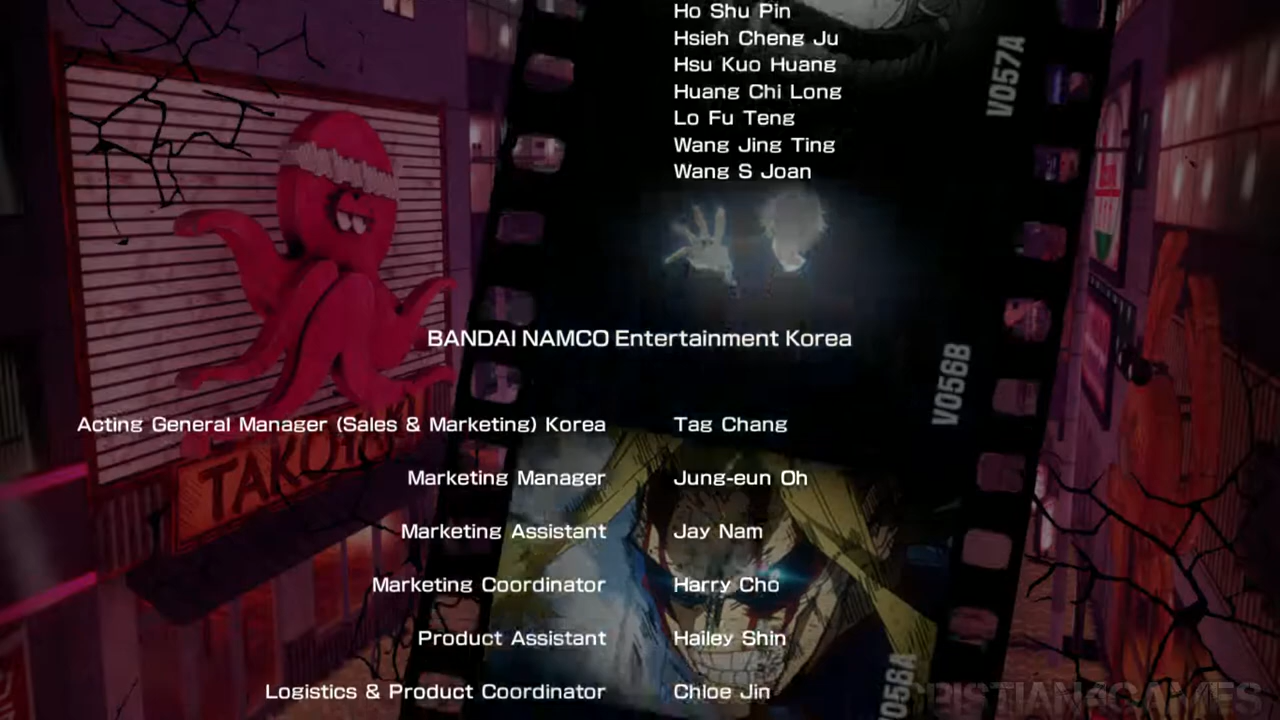 Ho Shu Pin
Hsieh Cheng Ju
Hsu Kuo Huang
Huang Chi Long
Lo Fu Teng
Wang Jing Ting
Wang S Joan
BANDAI NAMCO Entertainment Korea
Acting General Manager (Sales & Marketing) Korea Tag Chang
Marketing Manager Jung-eun Oh
Marketing Assistant Jay Nam
Marketing Coordinator Harry Cho
Product Assistant Hailey Shin
Logistics & Product Coordinator Chloe Jin
V057A
V056B
V056A
CRISTIAN4GAMES